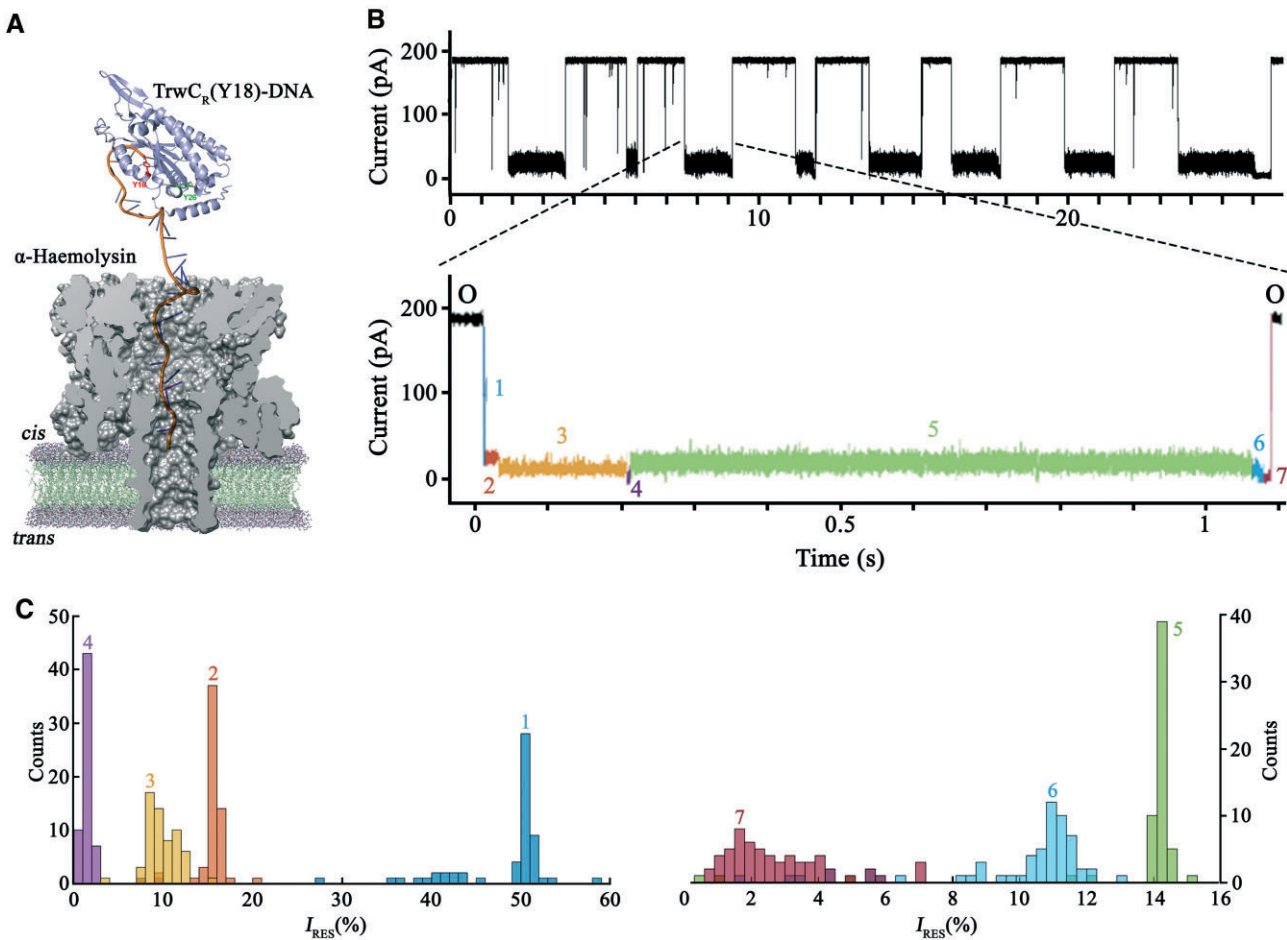 A
TrwC_R(Y18)-DNA
Y18
Y26
α-Haemolysin
cis
trans
B
Current (pA)
200
100
0
0
10
20
O
O
Current (pA)
200
100
0
1
2
3
4
5
6
7
0
0.5
1
Time (s)
C
Counts
50
40
30
20
10
0
4
3
2
1
0
10
20
30
40
50
60
I_RES(%)
7
6
5
40
30
20
10
0
Counts
0
2
4
6
8
10
12
14
16
I_RES(%)